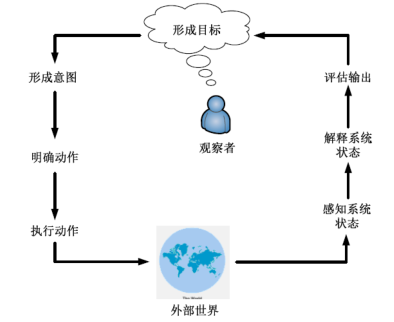 形成目标
形成意图
评估输出
观察者
明确动作
解释系统
状态
感知系统
状态
执行动作
外部世界